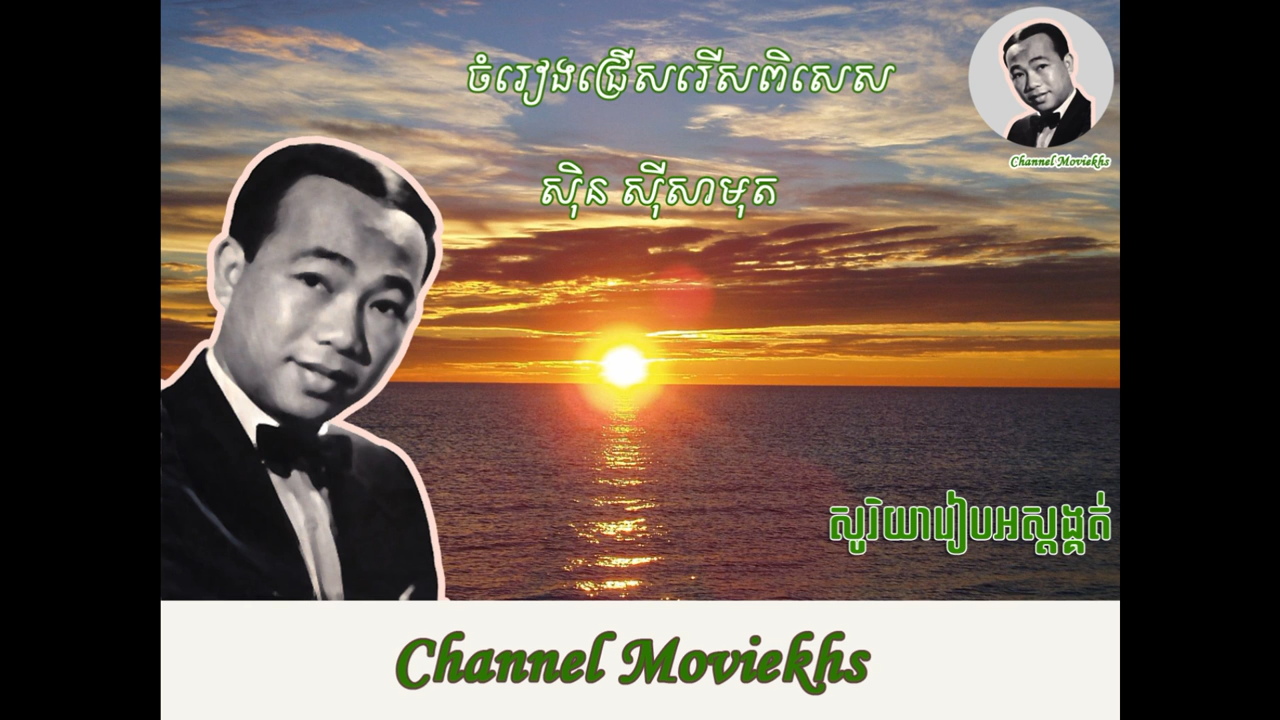 ចំរៀងជ្រើសរើសពិសេស
Channel Moviekhs
ស៊ិន ស៊ីសាមុត
សូរិយារៀបអស្តង្គត់
Channel Moviekhs